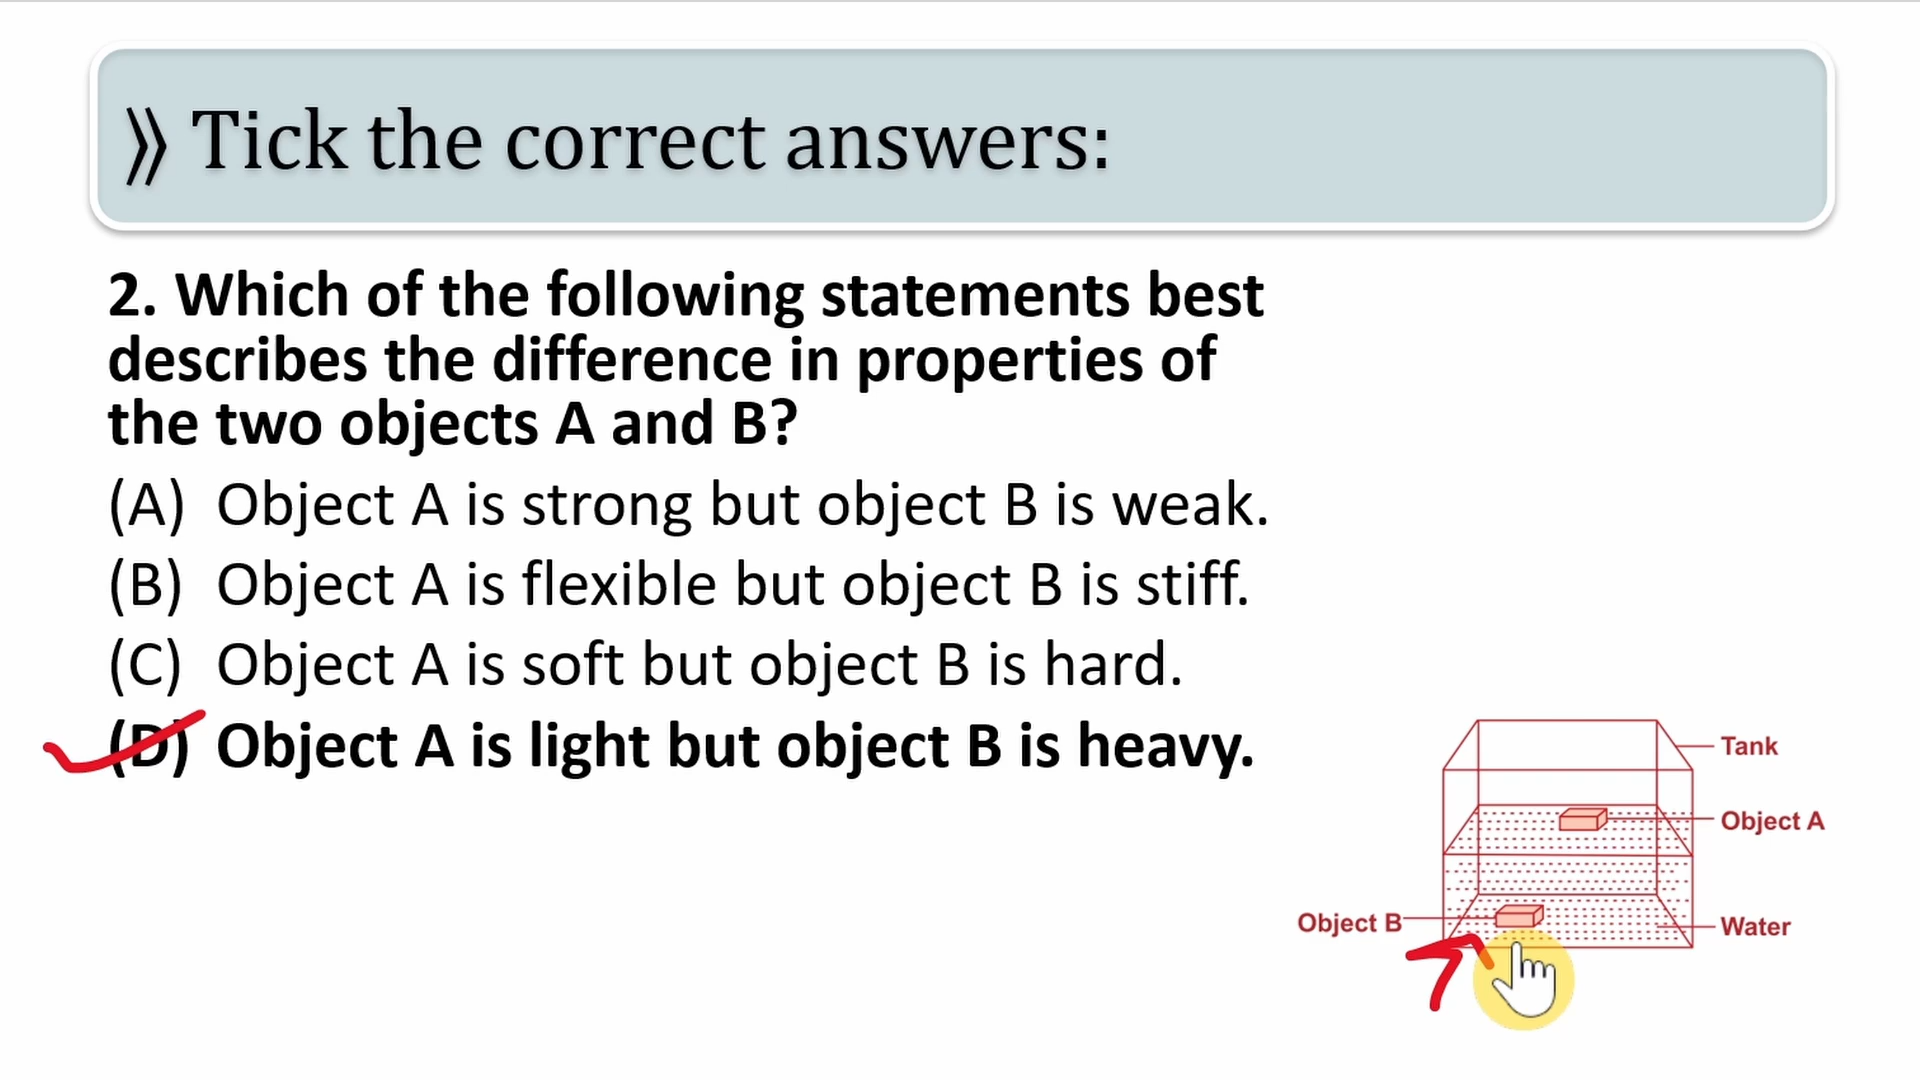 ⟫ Tick the correct answers:
2. Which of the following statements best
describes the difference in properties of
the two objects A and B?
(A) Object A is strong but object B is weak.
(B) Object A is flexible but object B is stiff.
(C) Object A is soft but object B is hard.
(D) Object A is light but object B is heavy.
Tank
Object A
Object B
Water